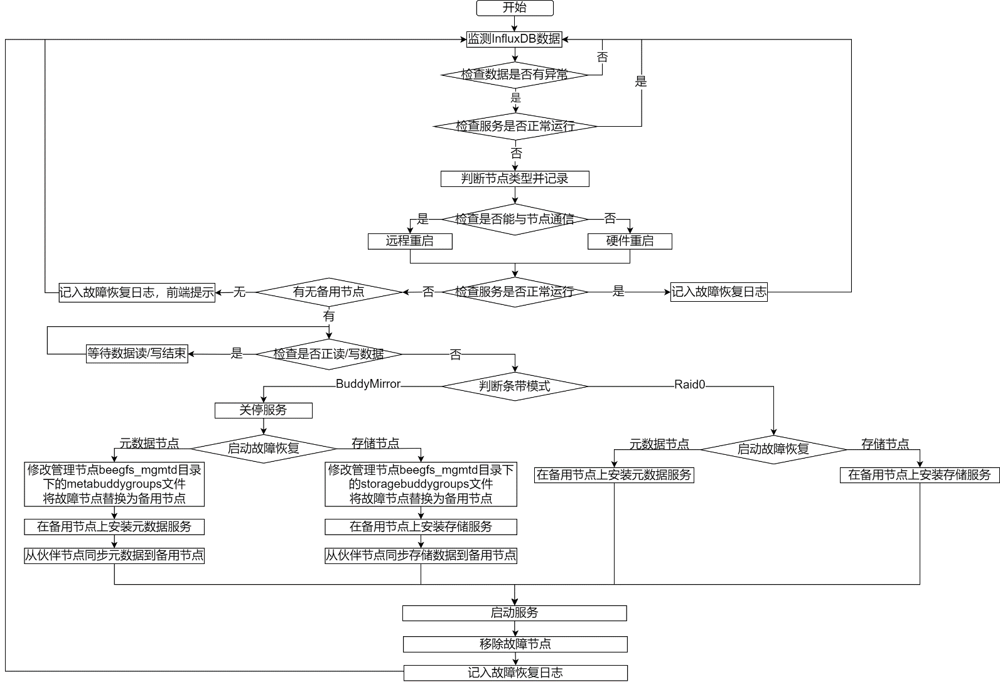 开始
监测InfluxDB数据
否
检查数据是否有异常
是
是
检查服务是否正常运行
否
判断节点类型并记录
是
检查是否能与节点通信
否
远程重启
硬件重启
记入故障恢复日志，前端提示
无
有无备用节点
否
检查服务是否正常运行
是
记入故障恢复日志
有
等待数据读/写结束
是
检查是否正读/写数据
否
BuddyMirror
判断条带模式
Raid0
关停服务
元数据节点
启动故障恢复
存储节点
元数据节点
启动故障恢复
存储节点
修改管理节点beegfs_mgmtd目录
下的metabuddygroups文件
将故障节点替换为备用节点
修改管理节点beegfs_mgmtd目录下
的storagebuddygroups文件
将故障节点替换为备用节点
在备用节点上安装元数据服务
在备用节点上安装存储服务
在备用节点上安装元数据服务
在备用节点上安装存储服务
从伙伴节点同步元数据到备用节点
从伙伴节点同步存储数据到备用节点
启动服务
移除故障节点
记入故障恢复日志